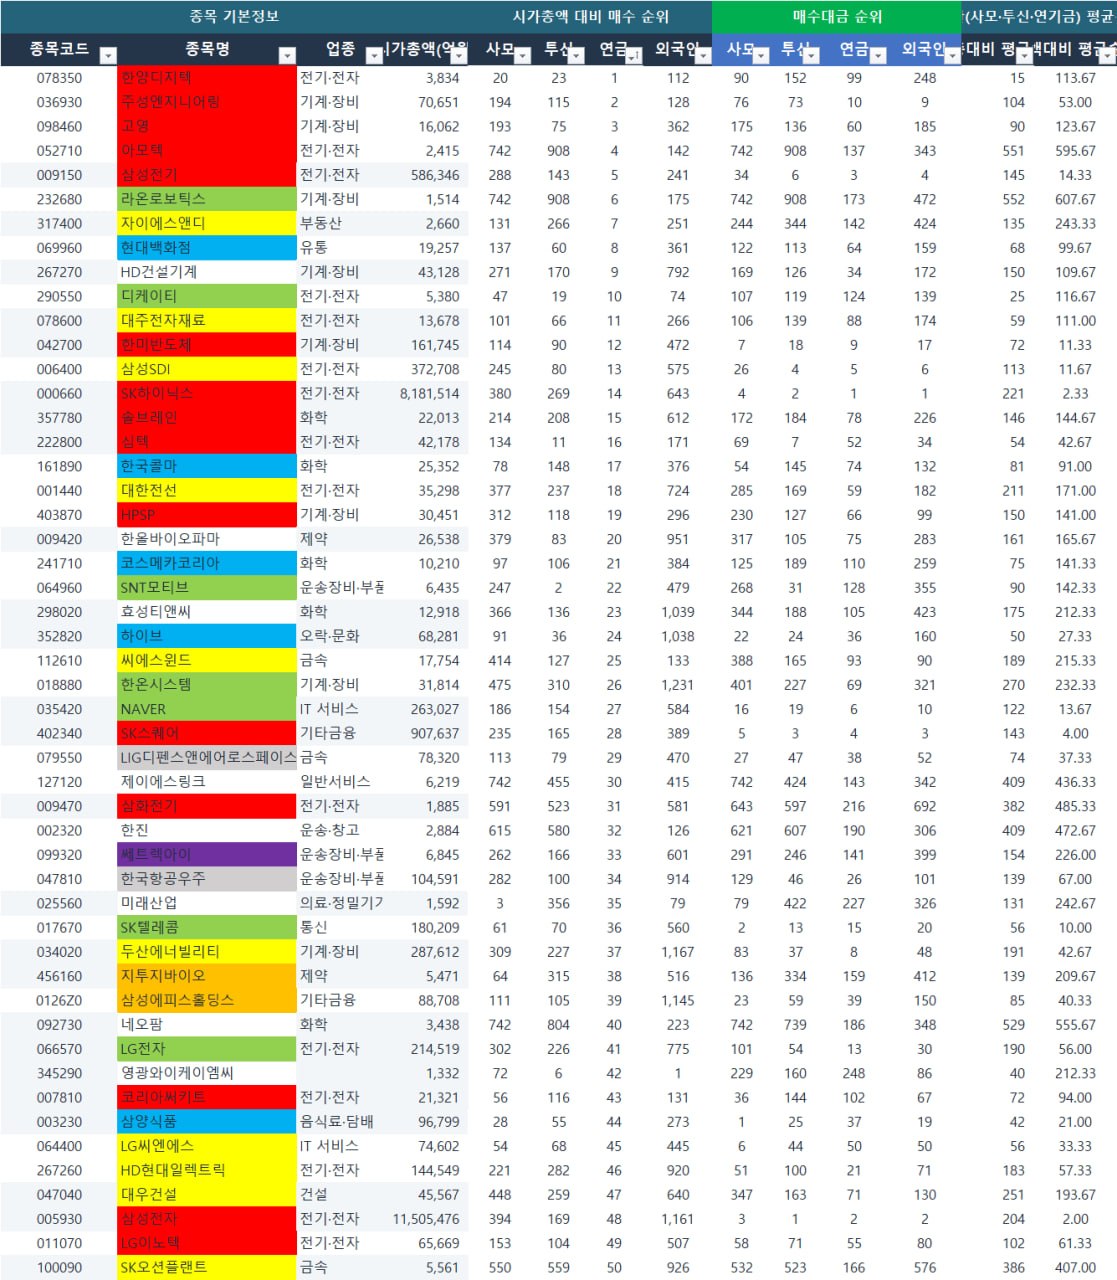 종목 기본정보 시가총액 대비 매수 순위 매수대금 순위 (사모·투신·연기금) 평균
종목코드 종목명 업종 시가총액(억원 사모 투신 연금 외국인 사모 투신 연금 외국인 대비 평균 대비 평균
078350 한양디지텍 전기·전자 3,834 20 23 1 112 90 152 99 248 15 113.67
036930 주성엔지니어링 기계·장비 70,651 194 115 2 128 76 73 10 9 104 53.00
098460 고영 기계·장비 16,062 193 75 3 362 175 136 60 185 90 123.67
052710 아모텍 전기·전자 2,415 742 908 4 142 742 908 137 343 551 595.67
009150 삼성전기 전기·전자 586,346 288 143 5 241 34 6 3 4 145 14.33
232680 라온로보틱스 기계·장비 1,514 742 908 6 175 742 908 173 472 552 607.67
317400 자이에스앤디 부동산 2,660 131 266 7 251 244 344 142 424 135 243.33
069960 현대백화점 유통 19,257 137 60 8 361 122 113 64 159 68 99.67
267270 HD건설기계 기계·장비 43,128 271 170 9 792 169 126 34 172 150 109.67
290550 디케이티 전기·전자 5,380 47 19 10 74 107 119 124 139 25 116.67
078600 대주전자재료 전기·전자 13,678 101 66 11 266 106 139 88 174 59 111.00
042700 한미반도체 기계·장비 161,745 114 90 12 472 7 18 9 17 72 11.33
006400 삼성SDI 전기·전자 372,708 245 80 13 575 26 4 5 6 113 11.67
000660 SK하이닉스 전기·전자 8,181,514 380 269 14 643 4 2 1 1 221 2.33
357780 솔브레인 화학 22,013 214 208 15 612 172 184 78 226 146 144.67
222800 심텍 전기·전자 42,178 134 11 16 171 69 7 52 34 54 42.67
161890 한국콜마 화학 25,352 78 148 17 376 54 145 74 132 81 91.00
001440 대한전선 전기·전자 35,298 377 237 18 724 285 169 59 182 211 171.00
403870 HPSP 기계·장비 30,451 312 118 19 296 230 127 66 99 150 141.00
009420 한올바이오파마 제약 26,538 379 83 20 951 317 105 75 283 161 165.67
241710 코스메카코리아 화학 10,210 97 106 21 384 125 189 110 259 75 141.33
064960 SNT모티브 운송장비·부품 6,435 247 2 22 479 268 31 128 355 90 142.33
298020 효성티앤씨 화학 12,918 366 136 23 1,039 344 188 105 423 175 212.33
352820 하이브 오락·문화 68,281 91 36 24 1,038 22 24 36 160 50 27.33
112610 씨에스윈드 금속 17,754 414 127 25 133 388 165 93 90 189 215.33
018880 한온시스템 기계·장비 31,814 475 310 26 1,231 401 227 69 321 270 232.33
035420 NAVER IT 서비스 263,027 186 154 27 584 16 19 6 10 122 13.67
402340 SK스퀘어 기타금융 907,637 235 165 28 389 5 3 4 3 143 4.00
079550 LIG디펜스앤에어로스페이스 금속 78,320 113 79 29 470 27 47 38 52 74 37.33
127120 제이에스링크 일반서비스 6,219 742 455 30 415 742 424 143 342 409 436.33
009470 삼화전기 전기·전자 1,885 591 523 31 581 643 597 216 692 382 485.33
002320 한진 운송·창고 2,884 615 580 32 126 621 607 190 306 409 472.67
099320 쎄트렉아이 운송장비·부품 6,845 262 166 33 601 291 246 141 399 154 226.00
047810 한국항공우주 운송장비·부품 104,591 282 100 34 914 129 46 26 101 139 67.00
025560 미래산업 의료·정밀기기 1,592 3 356 35 79 79 422 227 326 131 242.67
017670 SK텔레콤 통신 180,209 61 70 36 560 2 13 15 20 56 10.00
034020 두산에너빌리티 기계·장비 287,612 309 227 37 1,167 83 37 8 48 191 42.67
456160 지투지바이오 제약 5,471 64 315 38 516 136 334 159 412 139 209.67
0126Z0 삼성에피스홀딩스 기타금융 88,708 111 105 39 1,145 23 59 39 150 85 40.33
092730 네오팜 화학 3,438 742 804 40 223 742 739 186 348 529 555.67
066570 LG전자 전기·전자 214,519 302 226 41 775 101 54 13 30 190 56.00
345290 영광와이케이엠씨 1,332 72 6 42 1 229 160 248 86 40 212.33
007810 코리아써키트 전기·전자 21,321 56 116 43 131 36 144 102 67 72 94.00
003230 삼양식품 음식료·담배 96,799 28 55 44 273 1 25 37 19 42 21.00
064400 LG씨엔에스 IT 서비스 74,602 54 68 45 445 6 44 50 50 56 33.33
267260 HD현대일렉트릭 전기·전자 144,549 221 282 46 920 51 100 21 71 183 57.33
047040 대우건설 건설 45,567 448 259 47 640 347 163 71 130 251 193.67
005930 삼성전자 전기·전자 11,505,476 394 169 48 1,161 3 1 2 2 204 2.00
011070 LG이노텍 전기·전자 65,669 153 104 49 507 58 71 55 80 102 61.33
100090 SK오션플랜트 금속 5,561 550 559 50 926 532 523 166 576 386 407.00